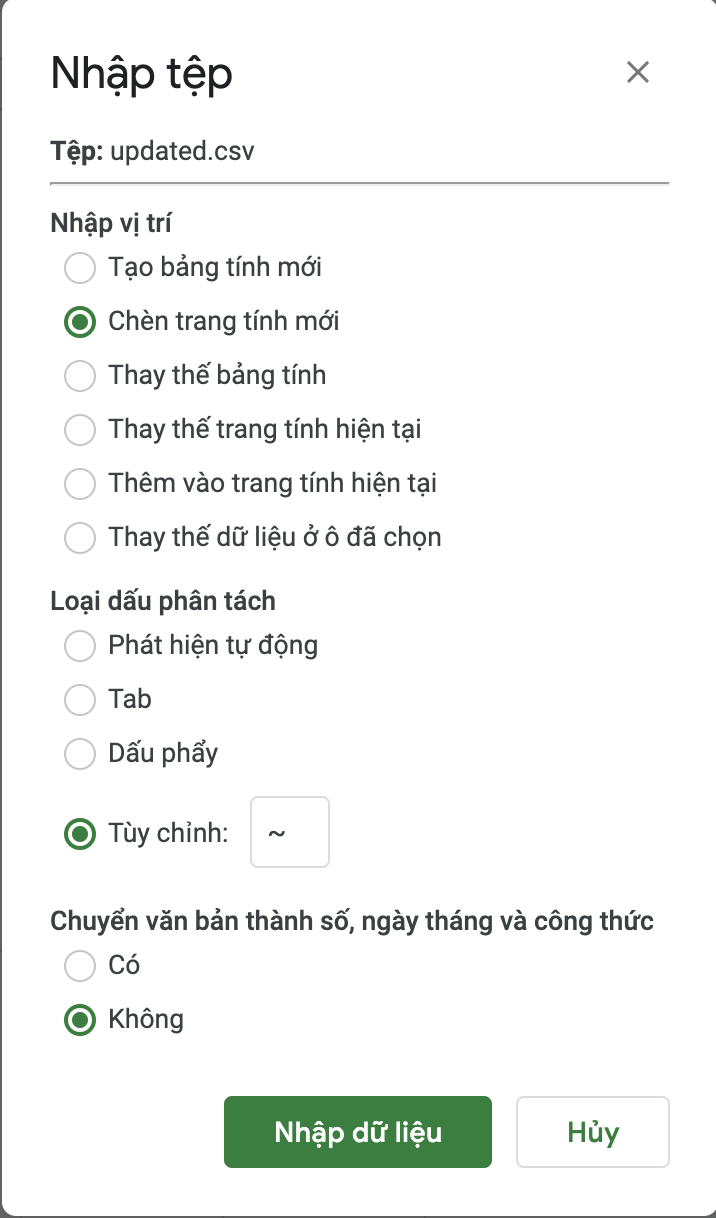 Nhập tệp
Tệp: updated.csv
Nhập vị trí
Tạo bảng tính mới
Chèn trang tính mới
Thay thế bảng tính
Thay thế trang tính hiện tại
Thêm vào trang tính hiện tại
Thay thế dữ liệu ở ô đã chọn
Loại dấu phân tách
Phát hiện tự động
Tab
Dấu phẩy
Tùy chỉnh: ~
Chuyển văn bản thành số, ngày tháng và công thức
Có
Không
Nhập dữ liệu Hủy